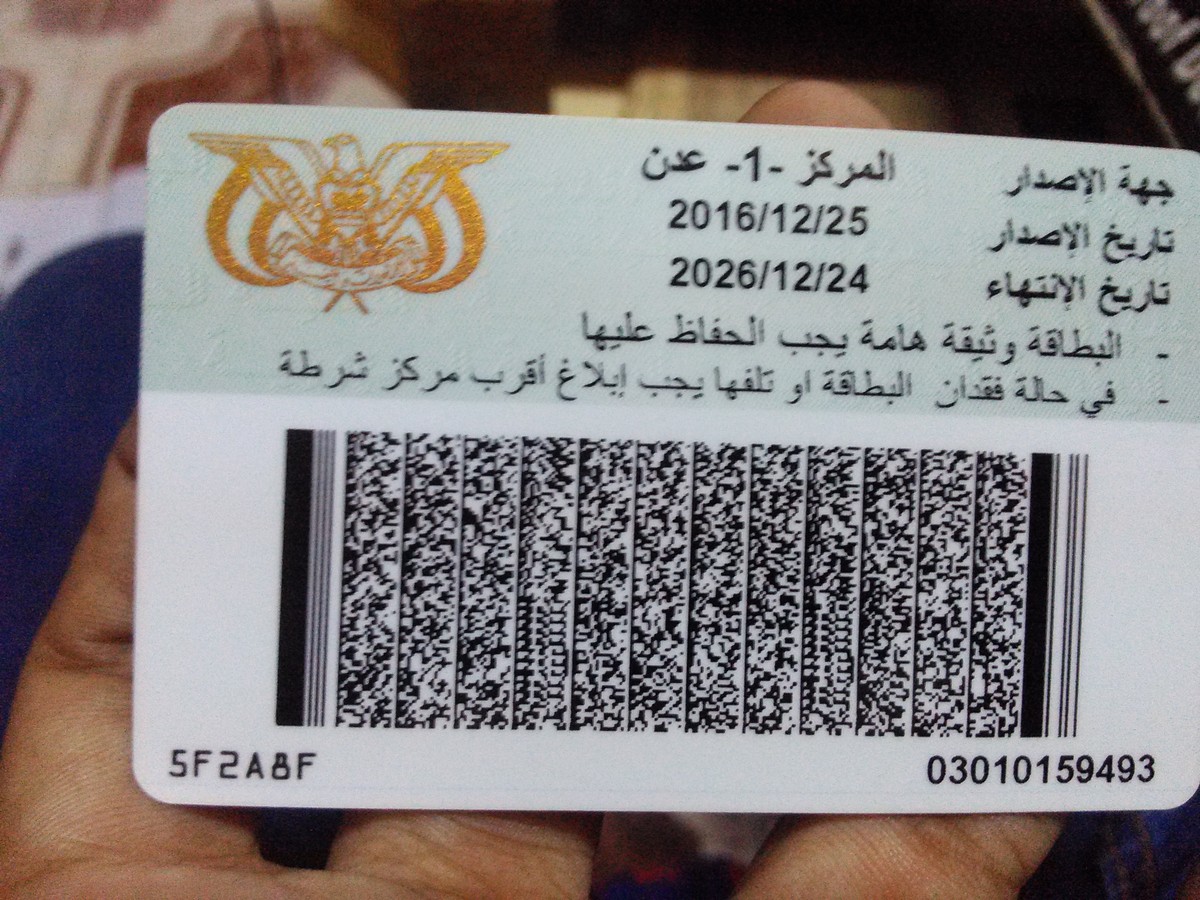 جهة الإصدار المركز -1- عدن
تاريخ الإصدار 2016/12/25
تاريخ الإنتهاء 2026/12/24
- البطاقة وثيقة هامة يجب الحفاظ عليها
- في حالة فقدان البطاقة او تلفها يجب إبلاغ أقرب مركز شرطة
5F2A8F
03010159493